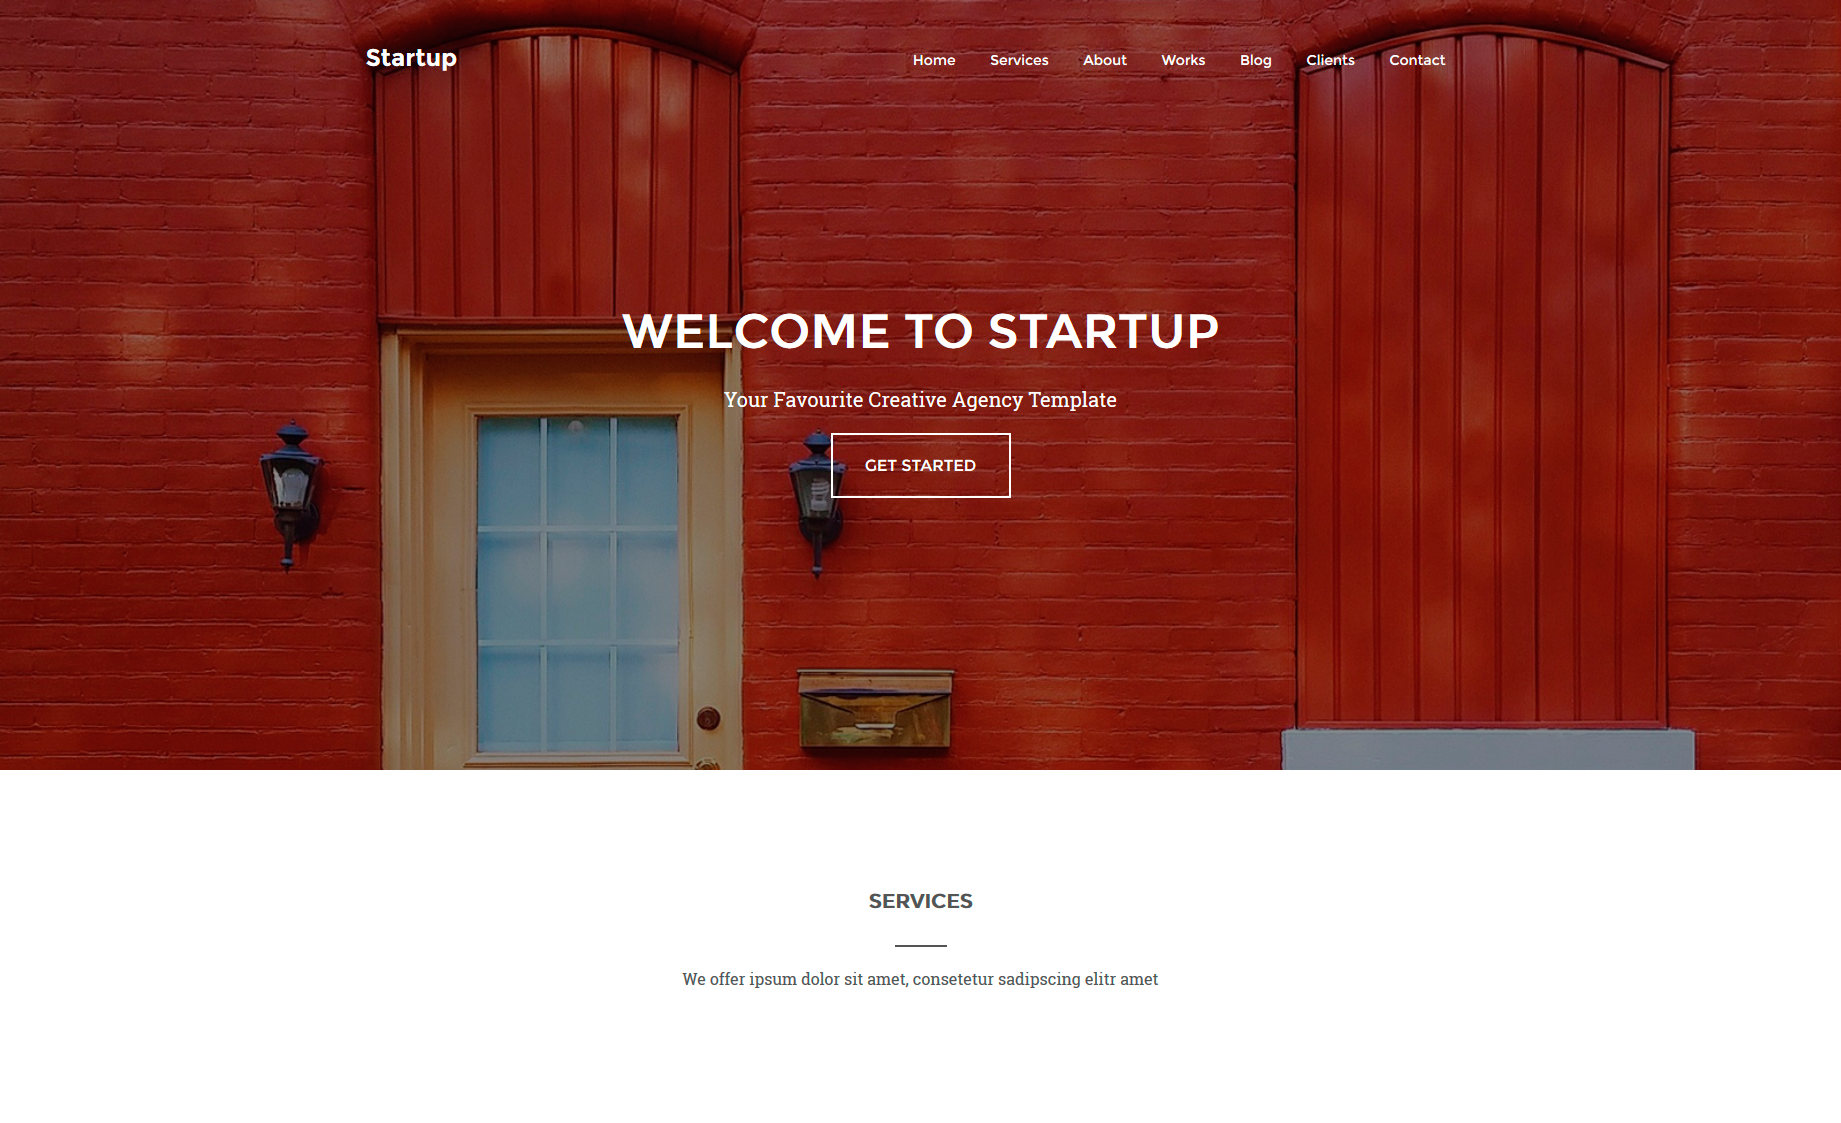 Startup
Home Services About Works Blog Clients Contact
WELCOME TO STARTUP
Your Favourite Creative Agency Template
GET STARTED
SERVICES
We offer ipsum dolor sit amet, consetetur sadipscing elitr amet